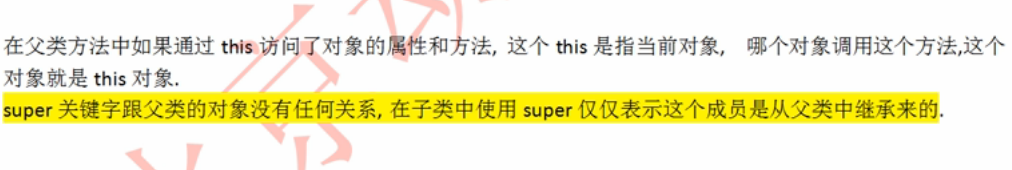 在父类方法中如果通过 this 访问了对象的属性和方法, 这个 this 是指当前对象, 哪个对象调用这个方法,这个
对象就是 this 对象.
super 关键字跟父类的对象没有任何关系, 在子类中使用 super 仅仅表示这个成员是从父类中继承来的.